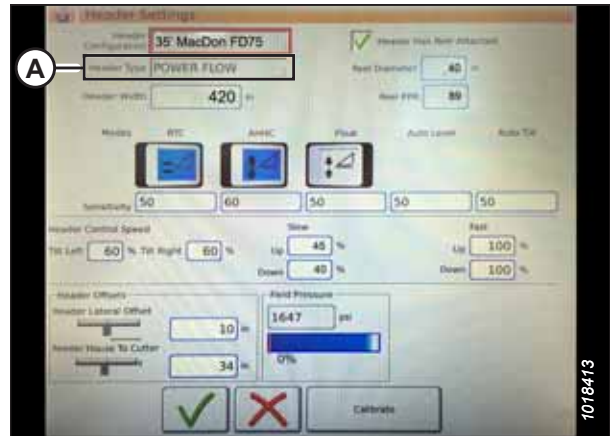 Header Settings
Header Configuration 35' MacDon FD75
Header Has Reel Attached
A
Header Type POWER FLOW
Reel Diameter 40 in
Header Width 420 in
Reel PPR 89
Modes RTC AHHC Float Auto Level Auto Tilt
Sensitivity 50 60 50 50 50
Header Control Speed Slow Fast
Tilt Left 60 % Tilt Right 60 % Up 45 % Up 100 %
Down 40 % Down 100 %
Header Offsets Field Pressure
Header Lateral Offset 1647 psi
10 in
Feeder House To Cutter 0%
34 in
Calibrate
1018413